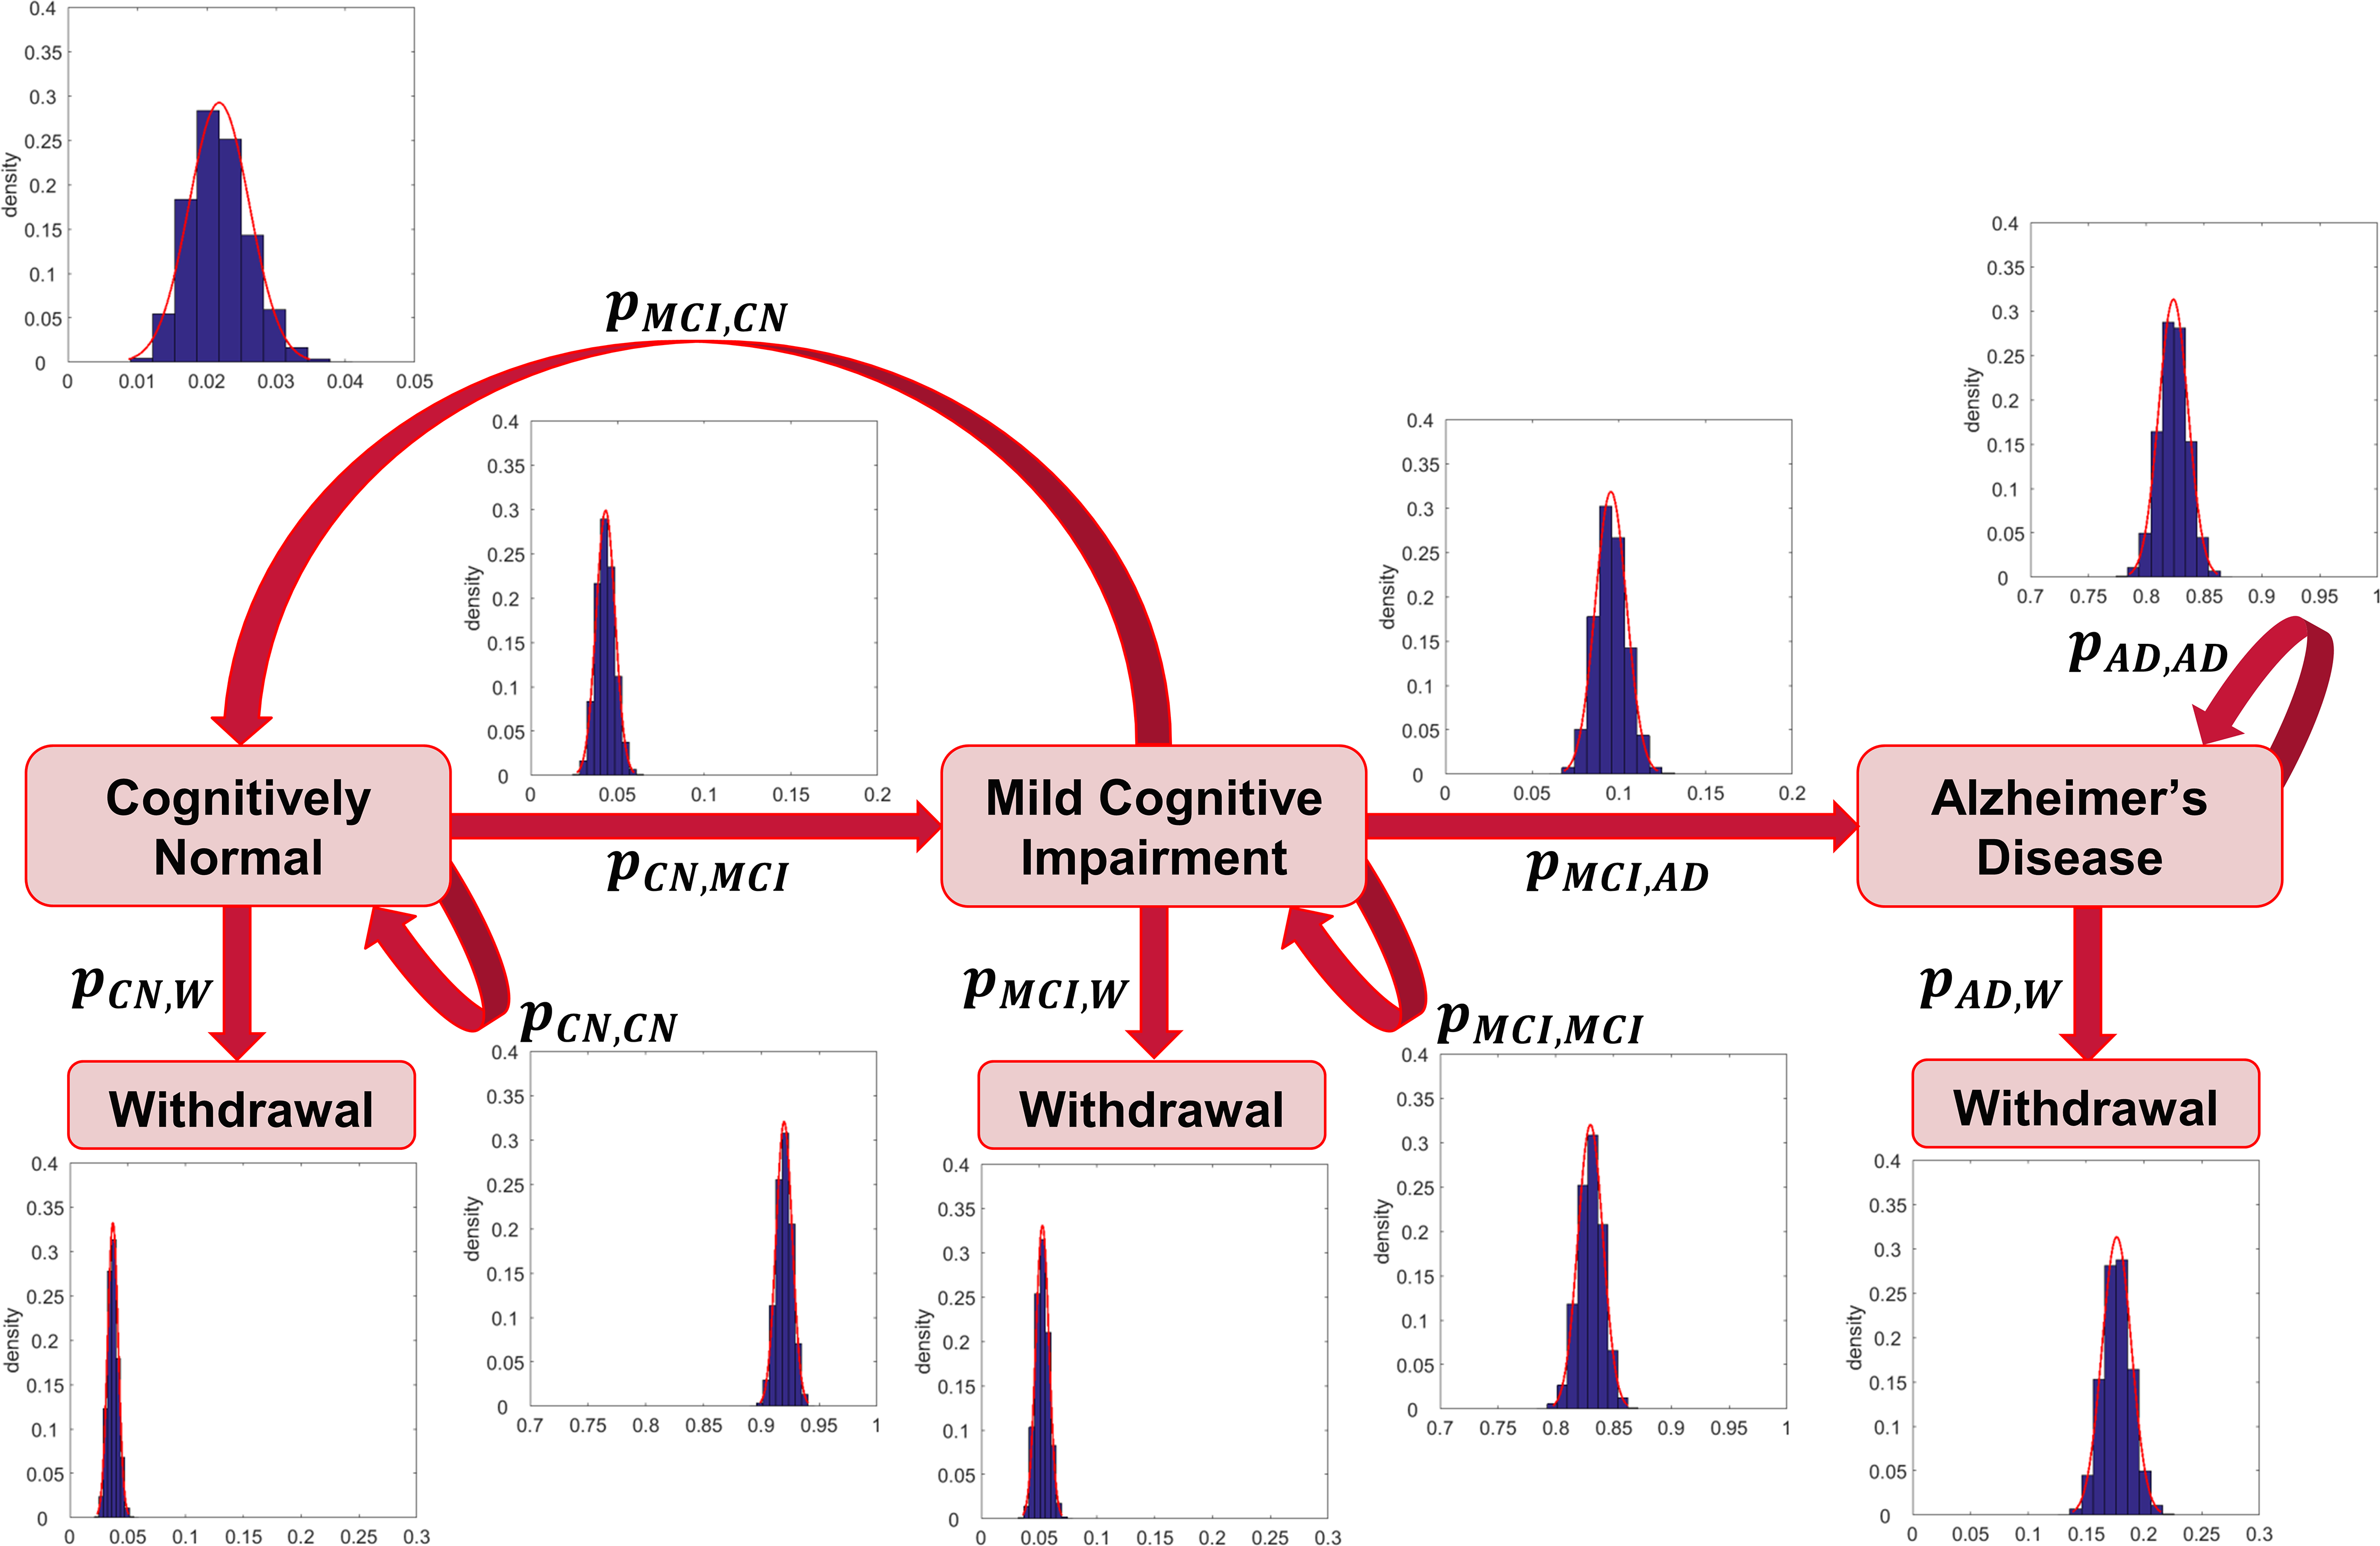 0.4
0.35
0.3
0.25
0.2
0.15
0.1
0.05
0
density
0 0.01 0.02 0.03 0.04 0.05
p MCI,CN
0.4
0.35
0.3
0.25
0.2
0.15
0.1
0.05
0
density
0 0.05 0.1 0.15 0.2
0.4
0.35
0.3
0.25
0.2
0.15
0.1
0.05
0
density
0 0.05 0.1 0.15 0.2
0.4
0.35
0.3
0.25
0.2
0.15
0.1
0.05
0
density
0.7 0.75 0.8 0.85 0.9 0.95 1
p AD,AD
Cognitively
Normal
p CN,MCI
Mild Cognitive
Impairment
p MCI,AD
Alzheimer’s
Disease
p CN,W
p CN,CN
p MCI,W
p MCI,MCI
p AD,W
Withdrawal
Withdrawal
Withdrawal
0.4
0.35
0.3
0.25
0.2
0.15
0.1
0.05
0
density
0 0.05 0.1 0.15 0.2 0.25 0.3
0.4
0.35
0.3
0.25
0.2
0.15
0.1
0.05
0
density
0.7 0.75 0.8 0.85 0.9 0.95 1
0.4
0.35
0.3
0.25
0.2
0.15
0.1
0.05
0
density
0 0.05 0.1 0.15 0.2 0.25 0.3
0.4
0.35
0.3
0.25
0.2
0.15
0.1
0.05
0
density
0.7 0.75 0.8 0.85 0.9 0.95 1
0.4
0.35
0.3
0.25
0.2
0.15
0.1
0.05
0
density
0 0.05 0.1 0.15 0.2 0.25 0.3